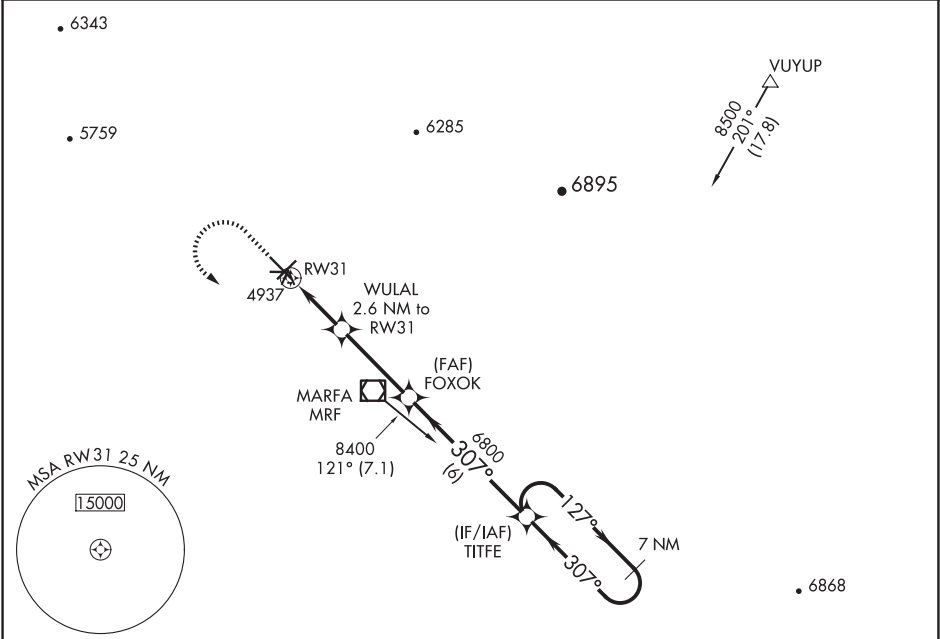 6343
VUYUP
5759
6285
8500
201°
(17.8)
6895
RW31
4937
WULAL
2.6 NM to
RW31
(FAF)
FOXOK
MARFA
MRF
8400
121° (7.1)
6800
307°
(6)
MSA RW31 25 NM
15000
127°
(IF/IAF)
TITFE
7 NM
307°
6868